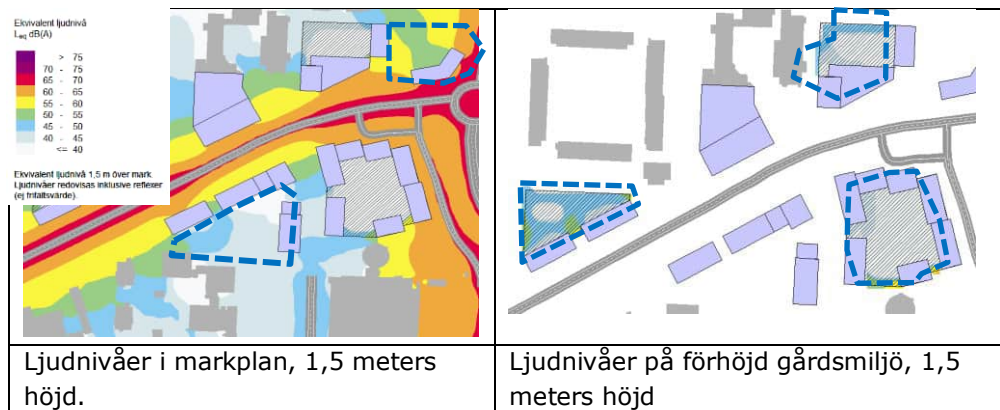 Ekvivalent ljudnivå
Leq dB(A)
> 75
70 - 75
65 - 70
60 - 65
55 - 60
50 - 55
45 - 50
40 - 45
<= 40
Ekvivalent ljudnivå 1,5 m över mark.
Ljudnivåer redovisas inklusive reflexer
(ej frifältsvärde).
Ljudnivåer i markplan, 1,5 meters
höjd.
Ljudnivåer på förhöjd gårdsmiljö, 1,5
meters höjd